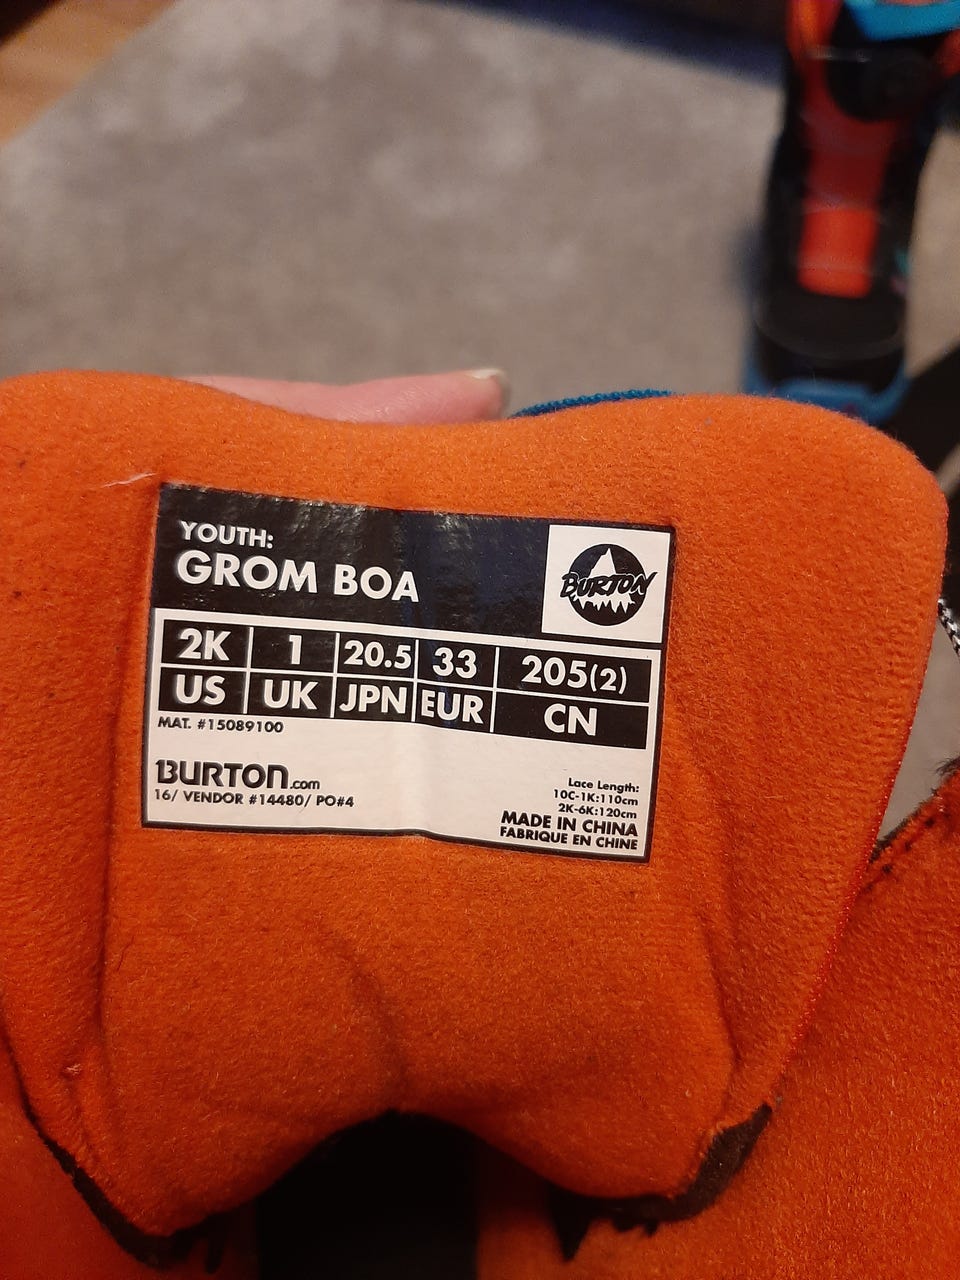 YOUTH:
GROM BOA
BURTON
2K 1 20.5 33 205(2)
US UK JPN EUR CN
MAT. #15089100
BURTON.com
16/ VENDOR #14480/ PO#4
Lace Length:
10C-1K:110cm
2K-6K:120cm
MADE IN CHINA
FABRIQUE EN CHINE